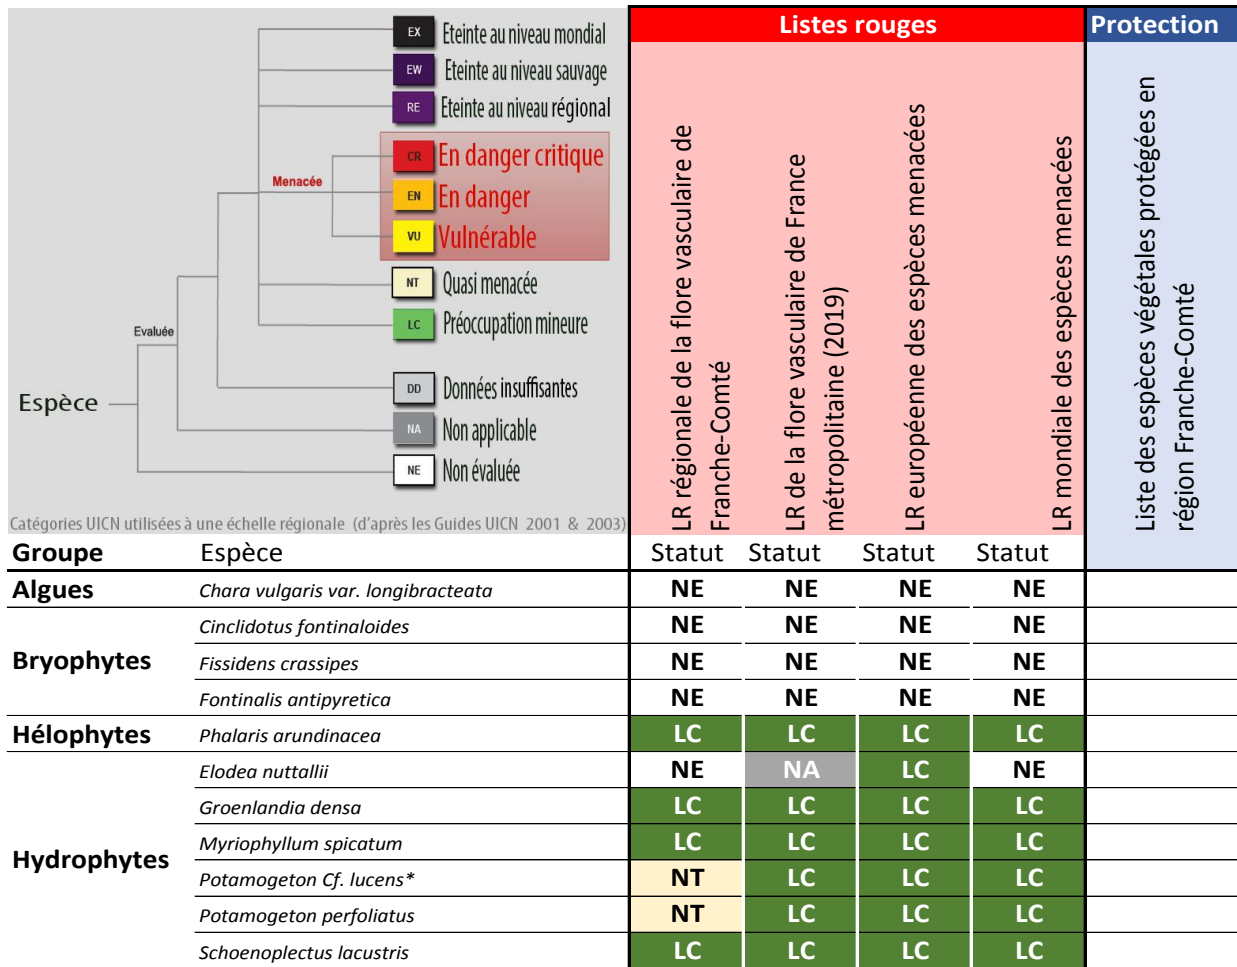 EX Eteinte au niveau mondial
EW Eteinte au niveau sauvage
RE Eteinte au niveau régional
CR En danger critique
Menacée
EN En danger
VU Vulnérable
NT Quasi menacée
LC Préoccupation mineure
Evaluée
DD Données insuffisantes
Espèce
NA Non applicable
NE Non évaluée
Catégories UICN utilisées à une échelle régionale (d'après les Guides UICN 2001 & 2003)
Listes rouges
Protection
LR régionale de la flore vasculaire de
Franche-Comté
LR de la flore vasculaire de France
métropolitaine (2019)
LR européenne des espèces menacées
LR mondiale des espèces menacées
Liste des espèces végétales protégées en
région Franche-Comté
Groupe Espèce Statut Statut Statut Statut
Algues Chara vulgaris var. longibracteata NE NE NE NE
Bryophytes
Cinclidotus fontinaloides NE NE NE NE
Fissidens crassipes NE NE NE NE
Fontinalis antipyretica NE NE NE NE
Hélophytes Phalaris arundinacea LC LC LC LC
Hydrophytes
Elodea nuttallii NE NA LC NE
Groenlandia densa LC LC LC LC
Myriophyllum spicatum LC LC LC LC
Potamogeton Cf. lucens* NT LC LC LC
Potamogeton perfoliatus NT LC LC LC
Schoenoplectus lacustris LC LC LC LC